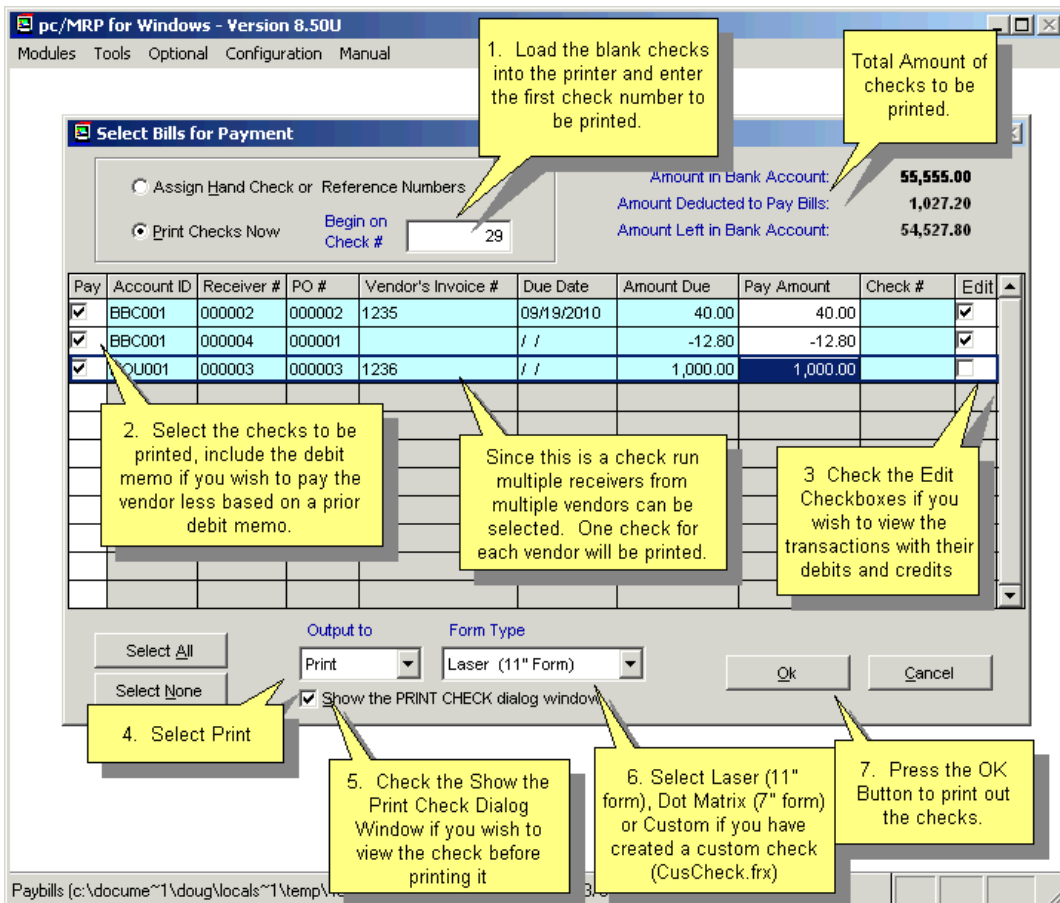 pc/MRP for Windows - Version 8.50U
Modules Tools Optional Configuration Manual
1. Load the blank checks
into the printer and enter
the first check number to
be printed.
Total Amount of
checks to be
printed.
Select Bills for Payment
Assign Hand Check or Reference Numbers
Print Checks Now
Begin on
Check #
29
Amount in Bank Account: 55,555.00
Amount Deducted to Pay Bills: 1,027.20
Amount Left in Bank Account: 54,527.80
Pay Account ID Receiver # PO # Vendor's Invoice # Due Date Amount Due Pay Amount Check # Edit
BBC001 000002 000002 1235 09/19/2010 40.00 40.00
BBC001 000004 000001 / / -12.80 -12.80
000003 000003 1236 / / 1,000.00 1,000.00
2. Select the checks to be
printed, include the debit
memo if you wish to pay the
vendor less based on a prior
debit memo.
Since this is a check run
multiple receivers from
multiple vendors can be
selected. One check for
each vendor will be printed.
3 Check the Edit
Checkboxes if you
wish to view the
transactions with their
debits and credits
Select All
Select None
Output to
Print
Form Type
Laser (11" Form)
Show the PRINT CHECK dialog window
Ok
Cancel
4. Select Print
5. Check the Show the
Print Check Dialog
Window if you wish to
view the check before
printing it
6. Select Laser (11"
form), Dot Matrix (7" form)
or Custom if you have
created a custom check
(CusCheck.frx)
7. Press the OK
Button to print out
the checks.
Paybills (c:\docume~1\doug\locals~1\temp\